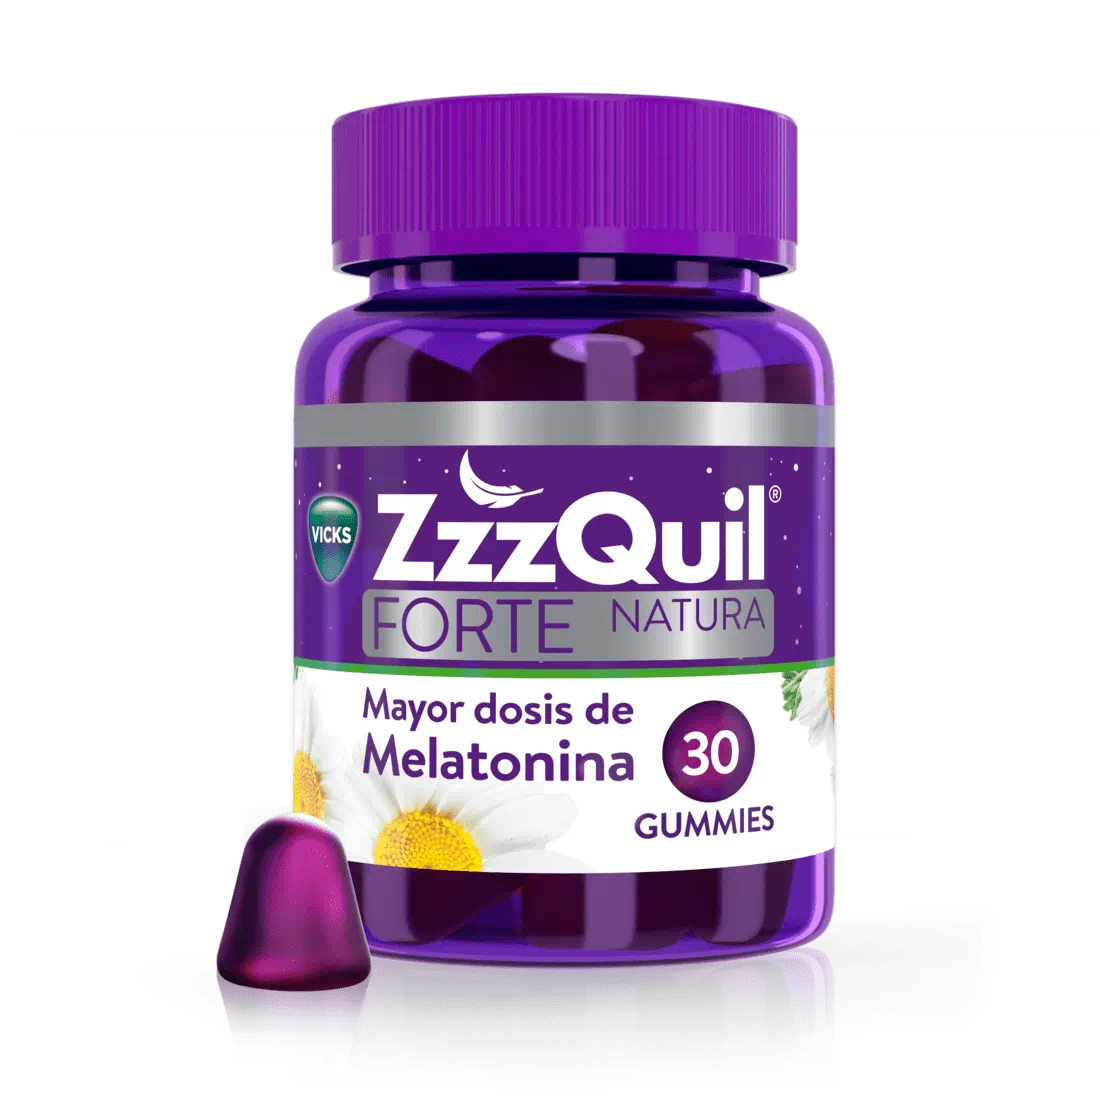 VICKS
ZzzQuil®
FORTE NATURA
Mayor dosis de
Melatonina
30
GUMMIES